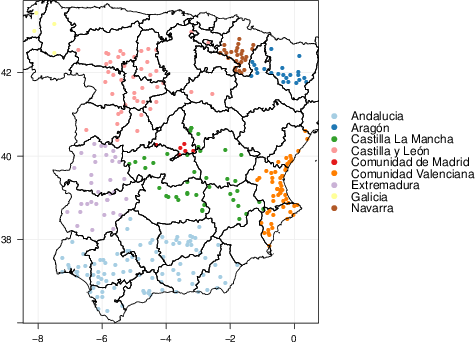 42
40
38
−8
−6
−4
−2
0
Andalucia
Aragón
Castilla La Mancha
Castilla y León
Comunidad de Madrid
Comunidad Valenciana
Extremadura
Galicia
Navarra